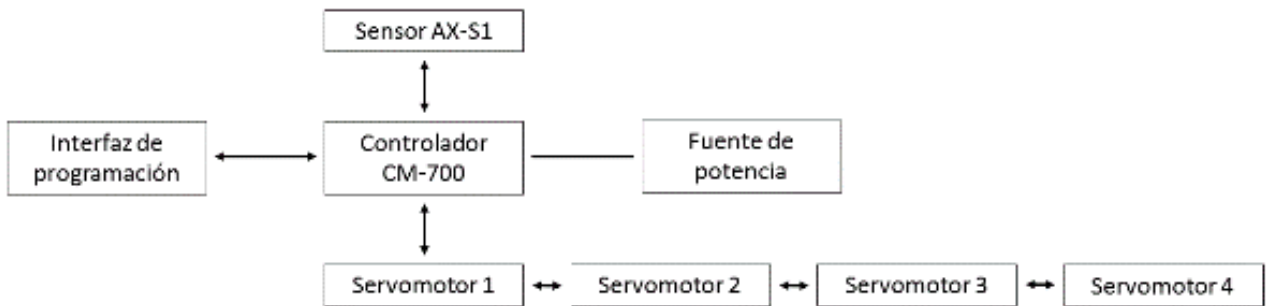 Sensor AX-S1
Interfaz de
programación
Controlador
CM-700
Fuente de
potencia
Servomotor 1
Servomotor 2
Servomotor 3
Servomotor 4